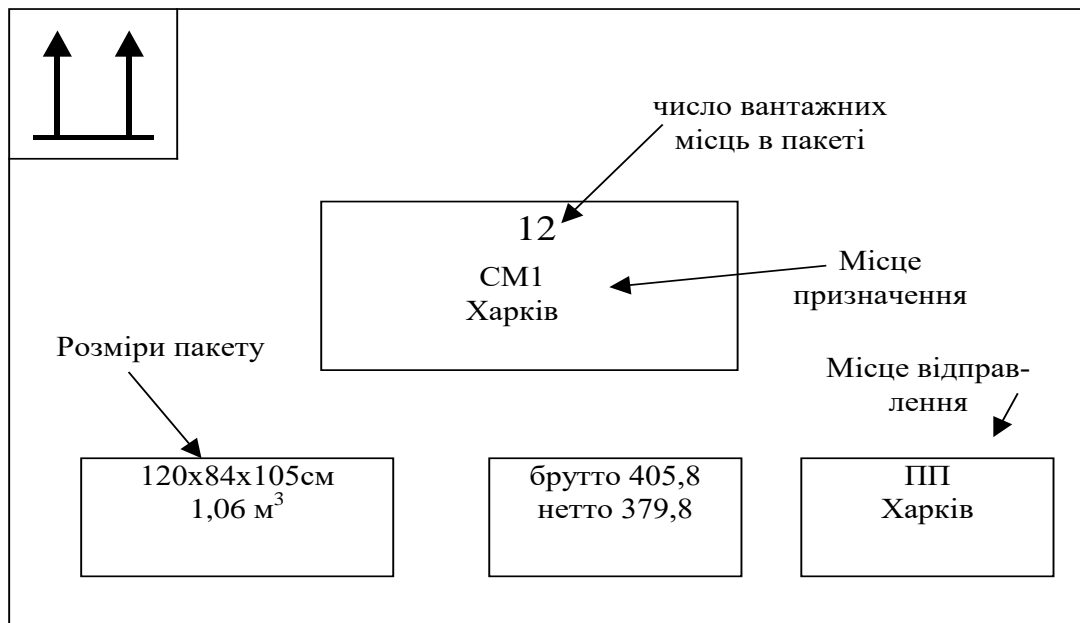 число вантажних
місць в пакеті
12
СМ1
Харків
Місце
призначення
Розміри пакету
Місце відправ-
лення
120х84х105см
1,06 м³
брутто 405,8
нетто 379,8
ПП
Харків